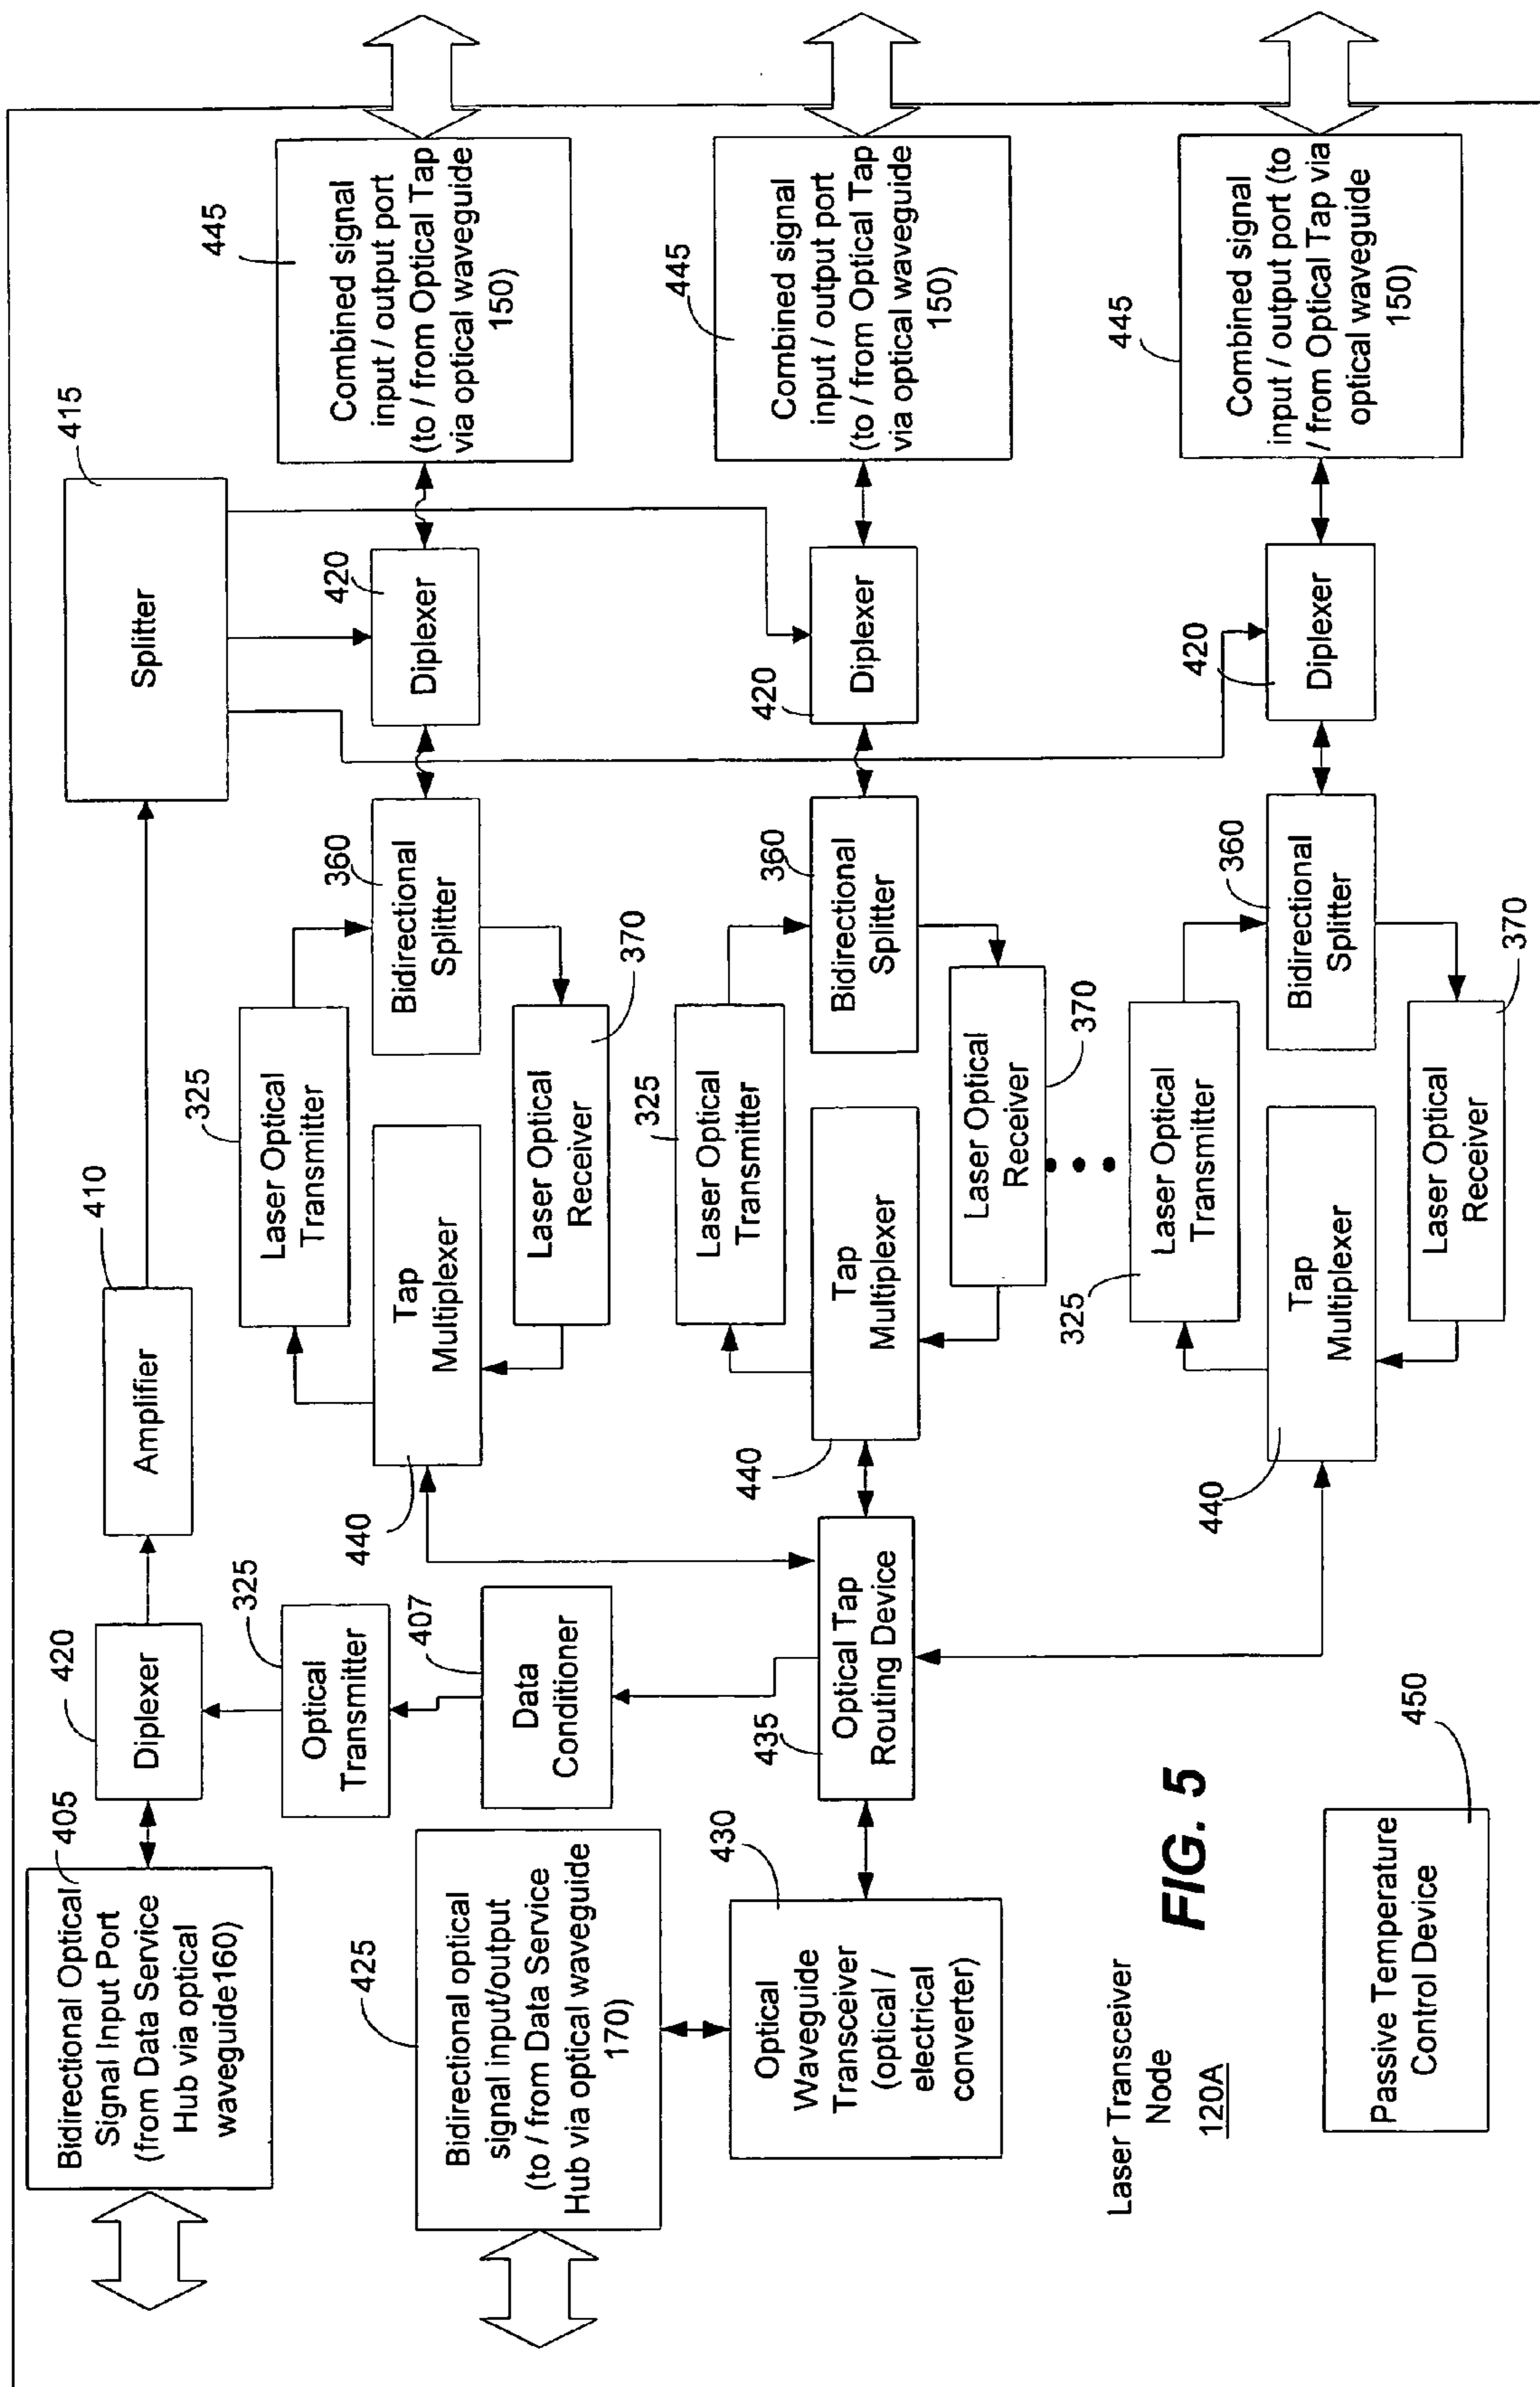 405
Bidirectional Optical
Signal Input Port
(from Data Service
Hub via optical
waveguide160)
420
Diplexer
410
Amplifier
415
Splitter
325
Optical
Transmitter
407
Data
Conditioner
425
Bidirectional optical
signal input/output
(to / from Data Service
Hub via optical waveguide
170)
430
Optical
Waveguide
Transceiver
(optical /
electrical
converter)
435
Optical Tap
Routing Device
440
Tap
Multiplexer
325
Laser Optical
Transmitter
370
Laser Optical
Receiver
360
Bidirectional
Splitter
420
Diplexer
445
Combined signal
input / output port
(to / from Optical Tap
via optical waveguide
150)
440
Tap
Multiplexer
325
Laser Optical
Transmitter
370
Laser Optical
Receiver
360
Bidirectional
Splitter
420
Diplexer
445
Combined signal
input / output port
(to / from Optical Tap
via optical waveguide
150)
440
Tap
Multiplexer
325
Laser Optical
Transmitter
370
Laser Optical
Receiver
360
Bidirectional
Splitter
420
Diplexer
445
Combined signal
input / output port (to
/ from Optical Tap via
optical waveguide
150)
Laser Transceiver
Node
120A
FIG. 5
450
Passive Temperature
Control Device